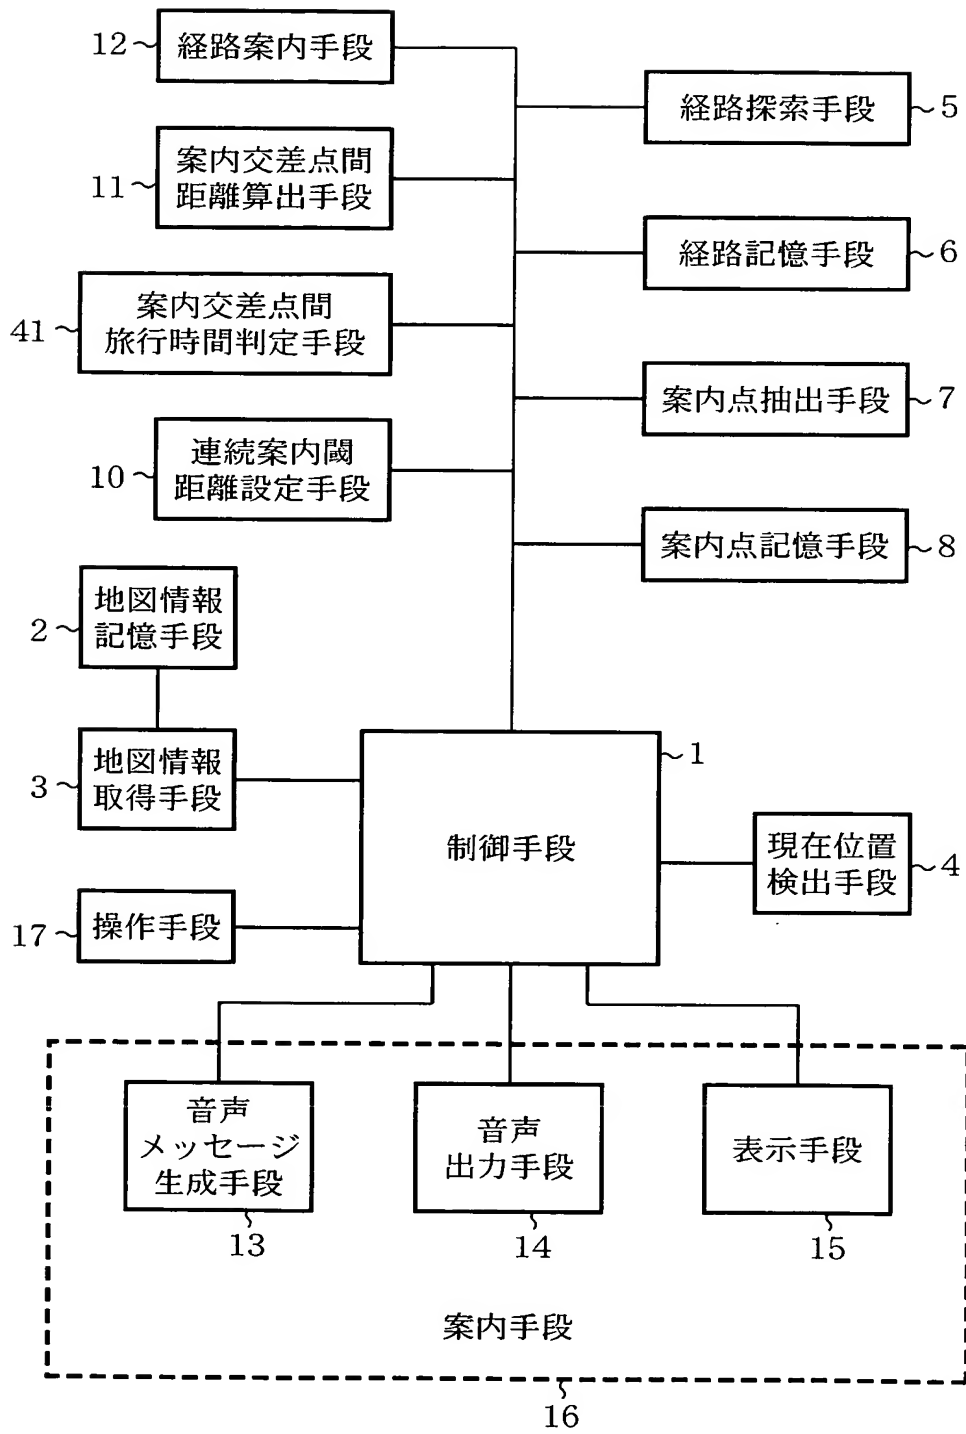 12
経路案内手段
経路探索手段
5
案内交差点間
距離算出手段
11
経路記憶手段
6
案内交差点間
旅行時間判定手段
41
案内点抽出手段
7
連続案内閾
距離設定手段
10
案内点記憶手段
8
地図情報
記憶手段
2
地図情報
取得手段
3
制御手段
1
現在位置
検出手段
4
操作手段
17
音声
メッセージ
生成手段
13
音声
出力手段
14
表示手段
15
案内手段
16